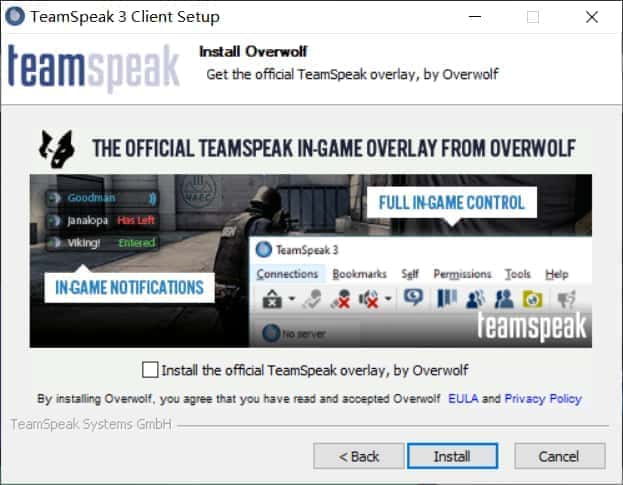 TeamSpeak 3 Client Setup
teamspeak
Install Overwolf
Get the official TeamSpeak overlay, by Overwolf
THE OFFICIAL TEAMSPEAK IN-GAME OVERLAY FROM OVERWOLF
Goodman
Janalopa Has Left
Viking! Entered
IN-GAME NOTIFICATIONS
FULL IN-GAME CONTROL
TeamSpeak 3
Connections Bookmarks Self Permissions Tools Help
No server
teamspeak
Install the official TeamSpeak overlay, by Overwolf
By installing Overwolf, you agree that you have read and accepted Overwolf EULA and Privacy Policy
TeamSpeak Systems GmbH
< Back Install Cancel